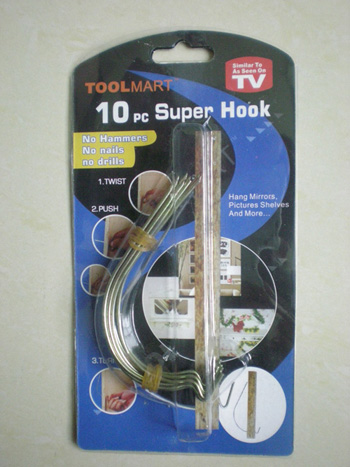 Similar To
As Seen On
TV
TOOLMART
10 PC Super Hook
No Hammers
No nails
no drills
1.TWIST
2.PUSH
Hang Mirrors,
Pictures Shelves
And More...